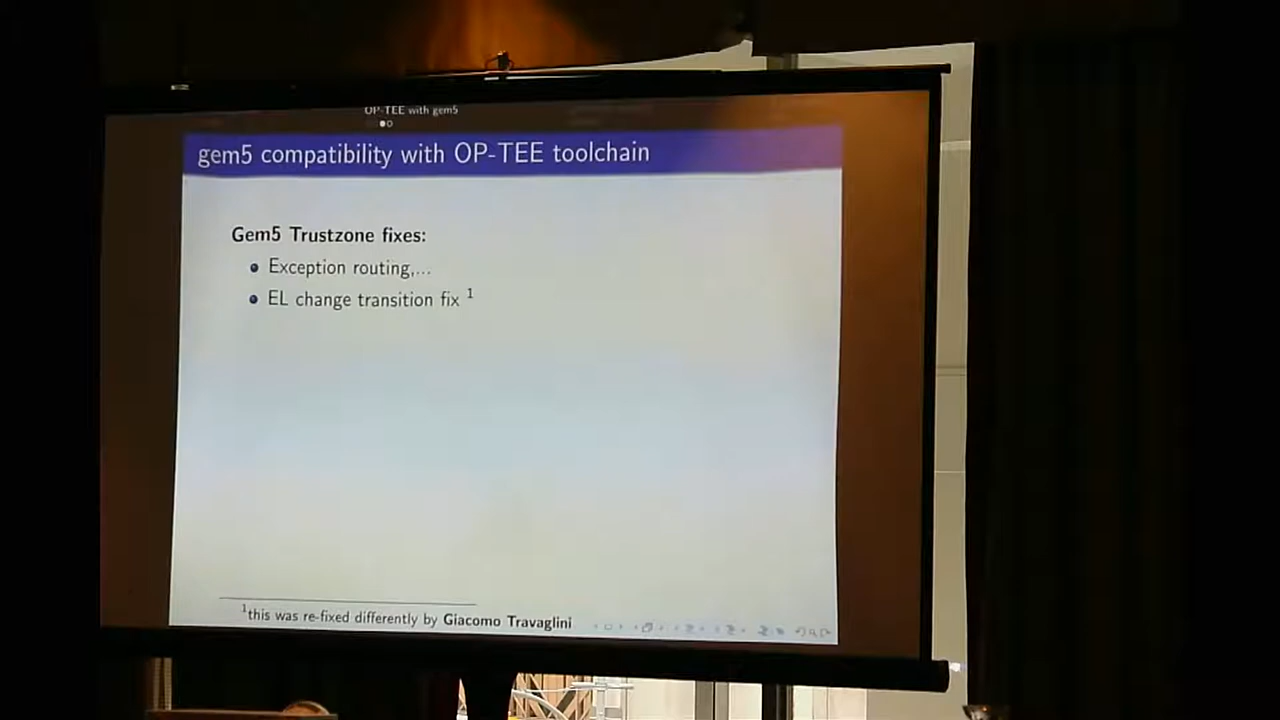 OP-TEE with gem5
gem5 compatibility with OP-TEE toolchain
Gem5 Trustzone fixes:
Exception routing,...
EL change transition fix 1
1this was re-fixed differently by Giacomo Travaglini